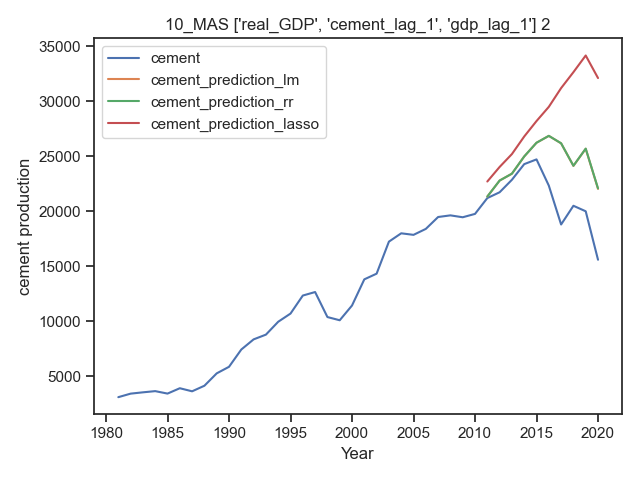 10_MAS ['real_GDP', 'cement_lag_1', 'gdp_lag_1'] 2
cement
cement_prediction_lm
cement_prediction_rr
cement_prediction_lasso
35000
30000
25000
20000
15000
10000
5000
cement production
1980 1985 1990 1995 2000 2005 2010 2015 2020
Year